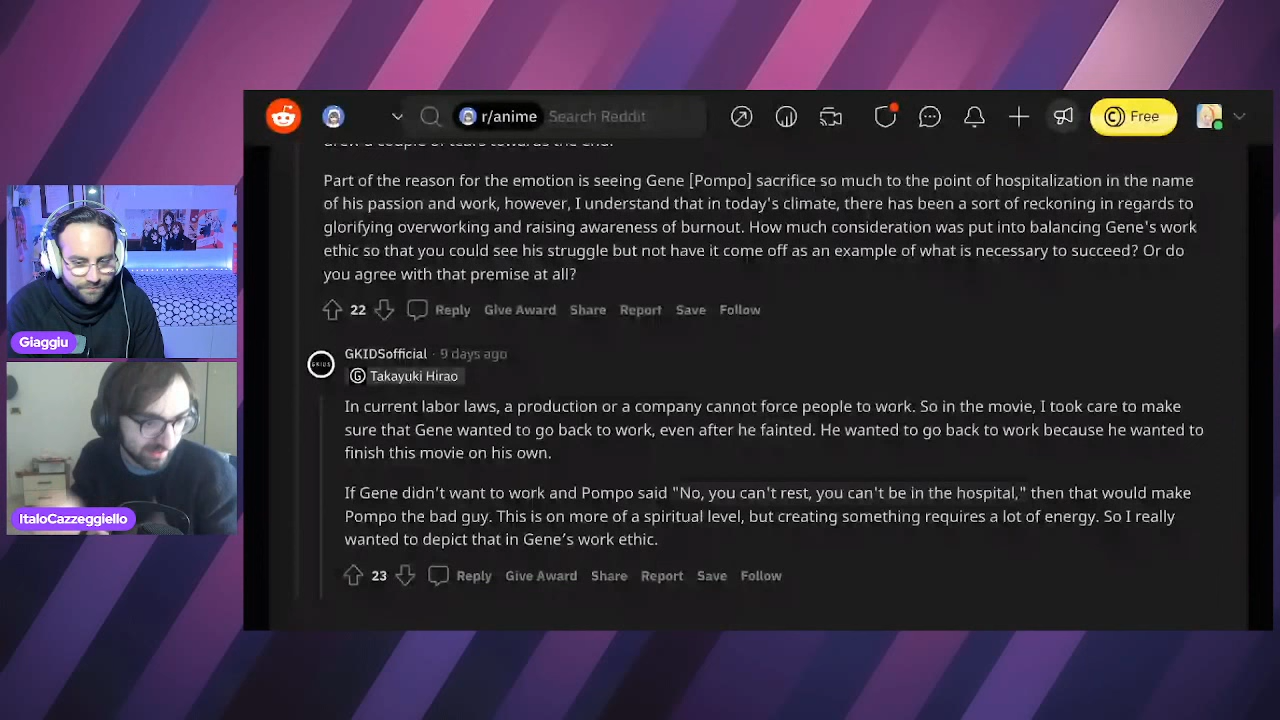 r/anime Search Reddit Free
Part of the reason for the emotion is seeing Gene [Pompo] sacrifice so much to the point of hospitalization in the name
of his passion and work, however, I understand that in today's climate, there has been a sort of reckoning in regards to
glorifying overworking and raising awareness of burnout. How much consideration was put into balancing Gene's work
ethic so that you could see his struggle but not have it come off as an example of what is necessary to succeed? Or do
you agree with that premise at all?
22 Reply Give Award Share Report Save Follow
GKIDSofficial · 9 days ago
G Takayuki Hirao
In current labor laws, a production or a company cannot force people to work. So in the movie, I took care to make
sure that Gene wanted to go back to work, even after he fainted. He wanted to go back to work because he wanted to
finish this movie on his own.
If Gene didn't want to work and Pompo said "No, you can't rest, you can't be in the hospital," then that would make
Pompo the bad guy. This is on more of a spiritual level, but creating something requires a lot of energy. So I really
wanted to depict that in Gene's work ethic.
23 Reply Give Award Share Report Save Follow
Giaggiu
ItaloCazzeggiello